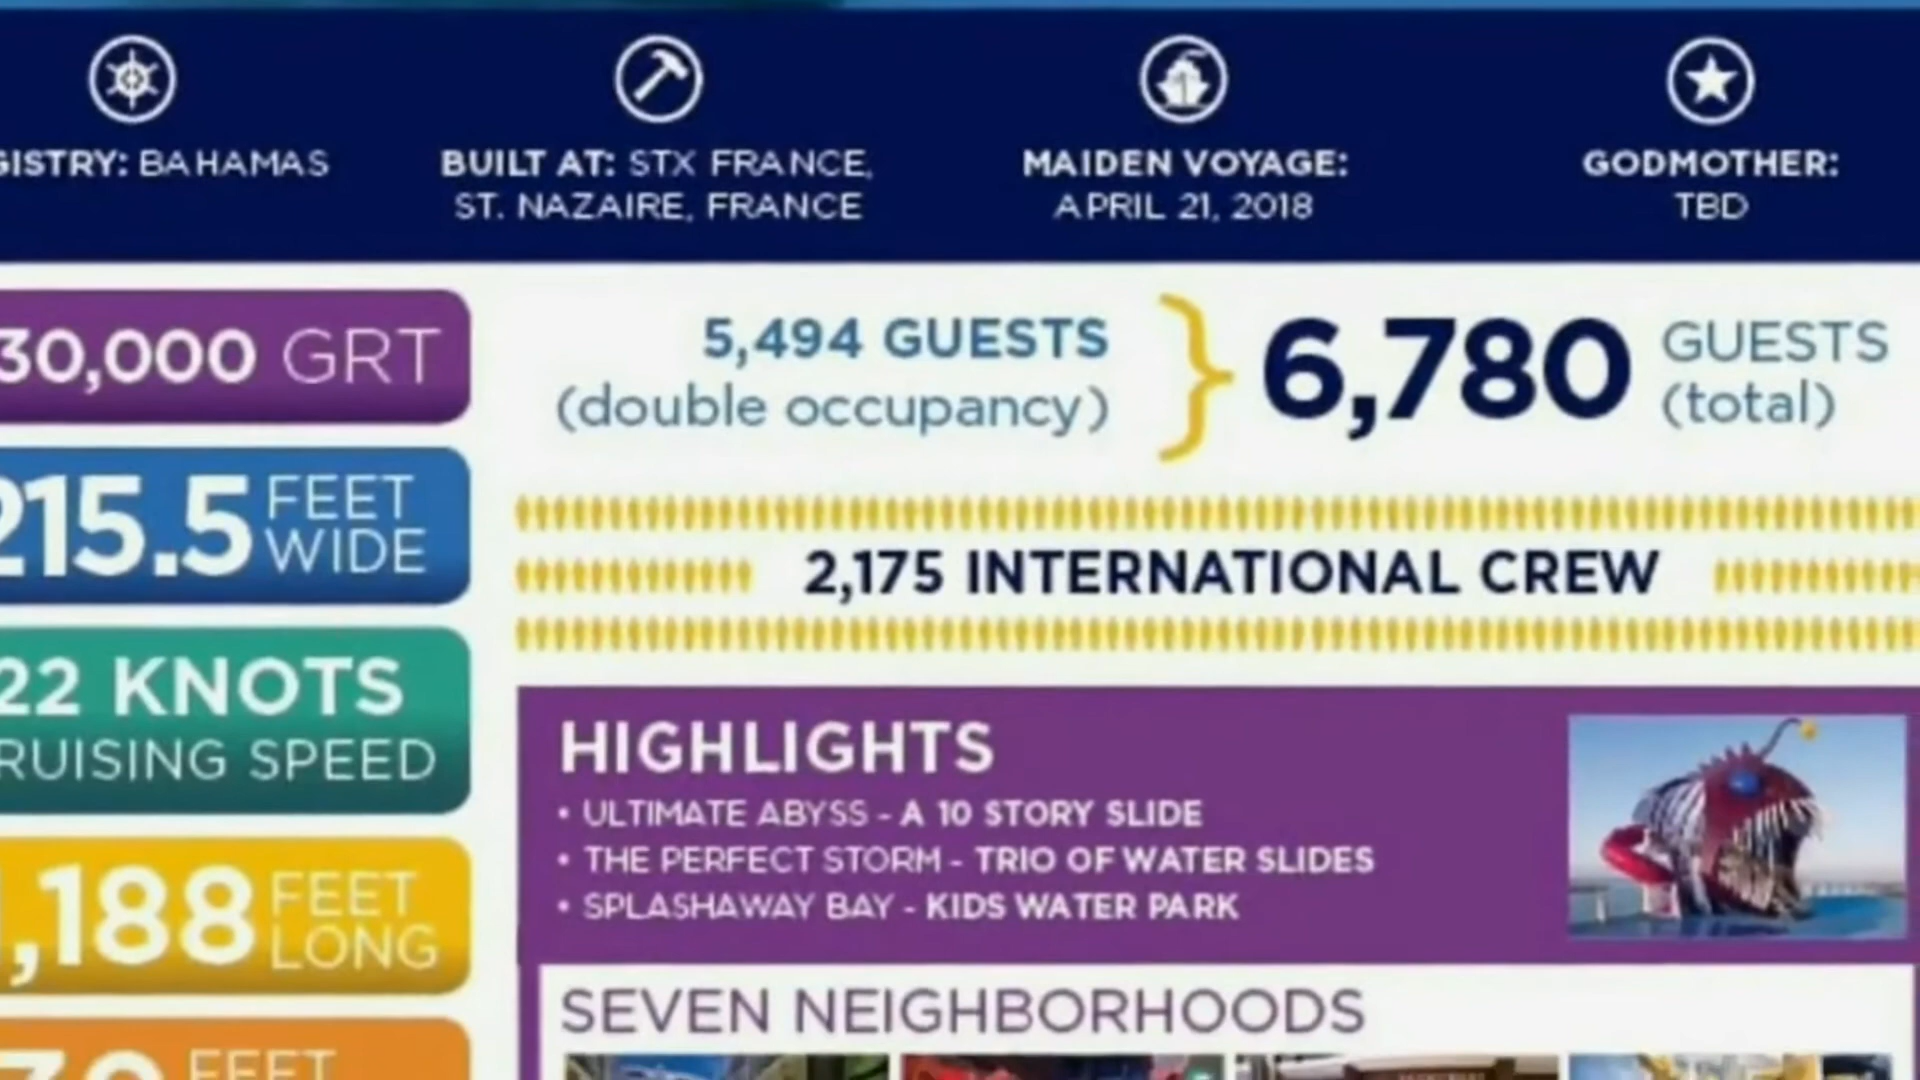 GISTRY: BAHAMAS
BUILT AT: STX FRANCE,
ST. NAZAIRE, FRANCE
MAIDEN VOYAGE:
APRIL 21, 2018
GODMOTHER:
TBD
30,000 GRT
215.5 FEET WIDE
22 KNOTS
RUISING SPEED
1,188 FEET LONG
FEET
5,494 GUESTS
(double occupancy)
6,780 GUESTS
(total)
2,175 INTERNATIONAL CREW
HIGHLIGHTS
• ULTIMATE ABYSS - A 10 STORY SLIDE
• THE PERFECT STORM - TRIO OF WATER SLIDES
• SPLASHAWAY BAY - KIDS WATER PARK
SEVEN NEIGHBORHOODS